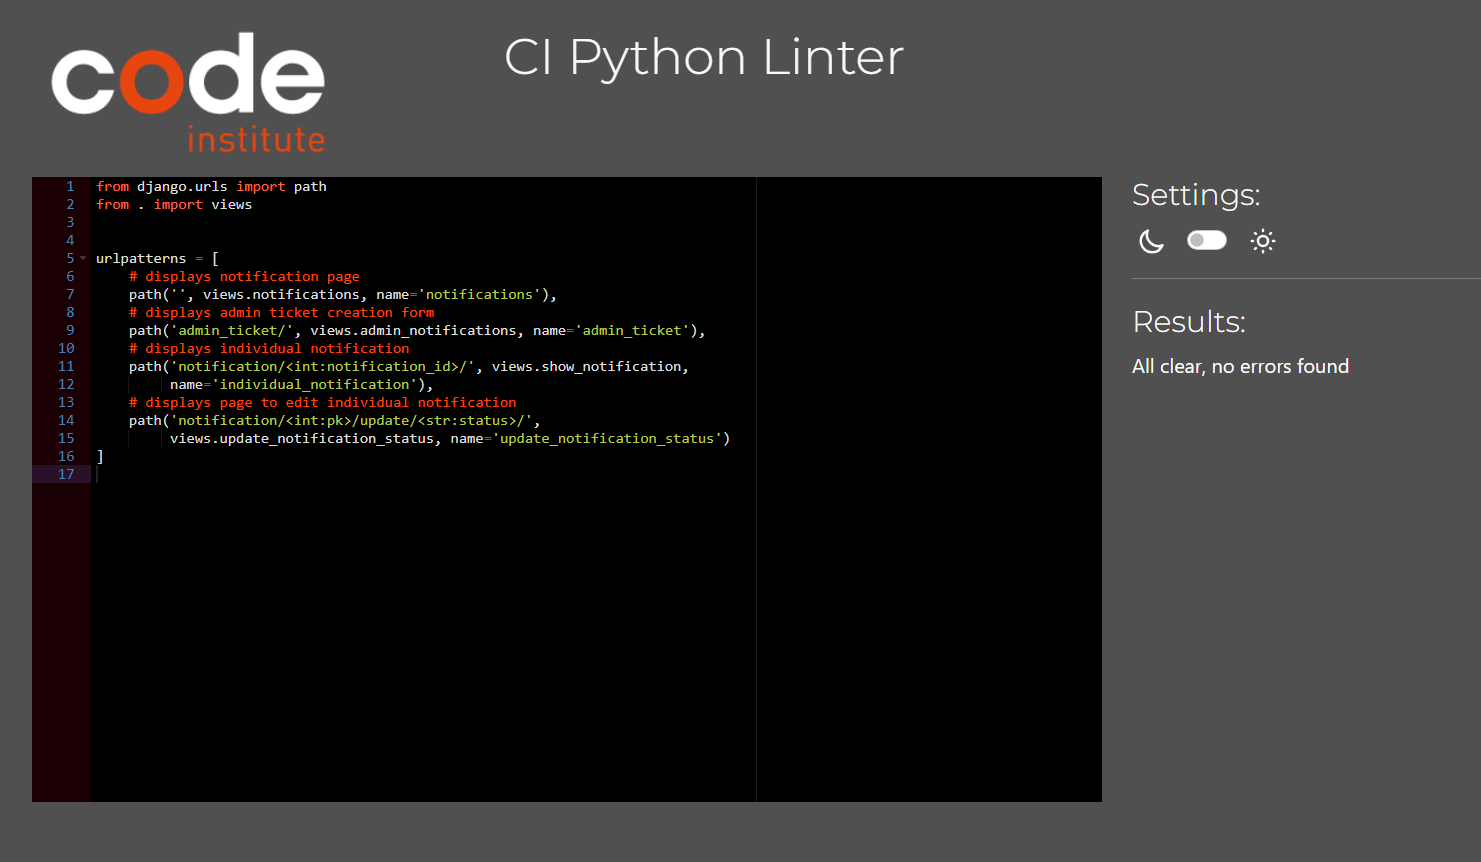 code
institute
CI Python Linter
1 from django.urls import path
2 from . import views
3
4
5 urlpatterns = [
6     # displays notification page
7     path('', views.notifications, name='notifications'),
8     # displays admin ticket creation form
9     path('admin_ticket/', views.admin_notifications, name='admin_ticket'),
10     # displays individual notification
11     path('notification/<int:notification_id>/', views.show_notification,
12          name='individual_notification'),
13     # displays page to edit individual notification
14     path('notification/<int:pk>/update/<str:status>/',
15          views.update_notification_status, name='update_notification_status')
16 ]
17
Settings:
Results:
All clear, no errors found